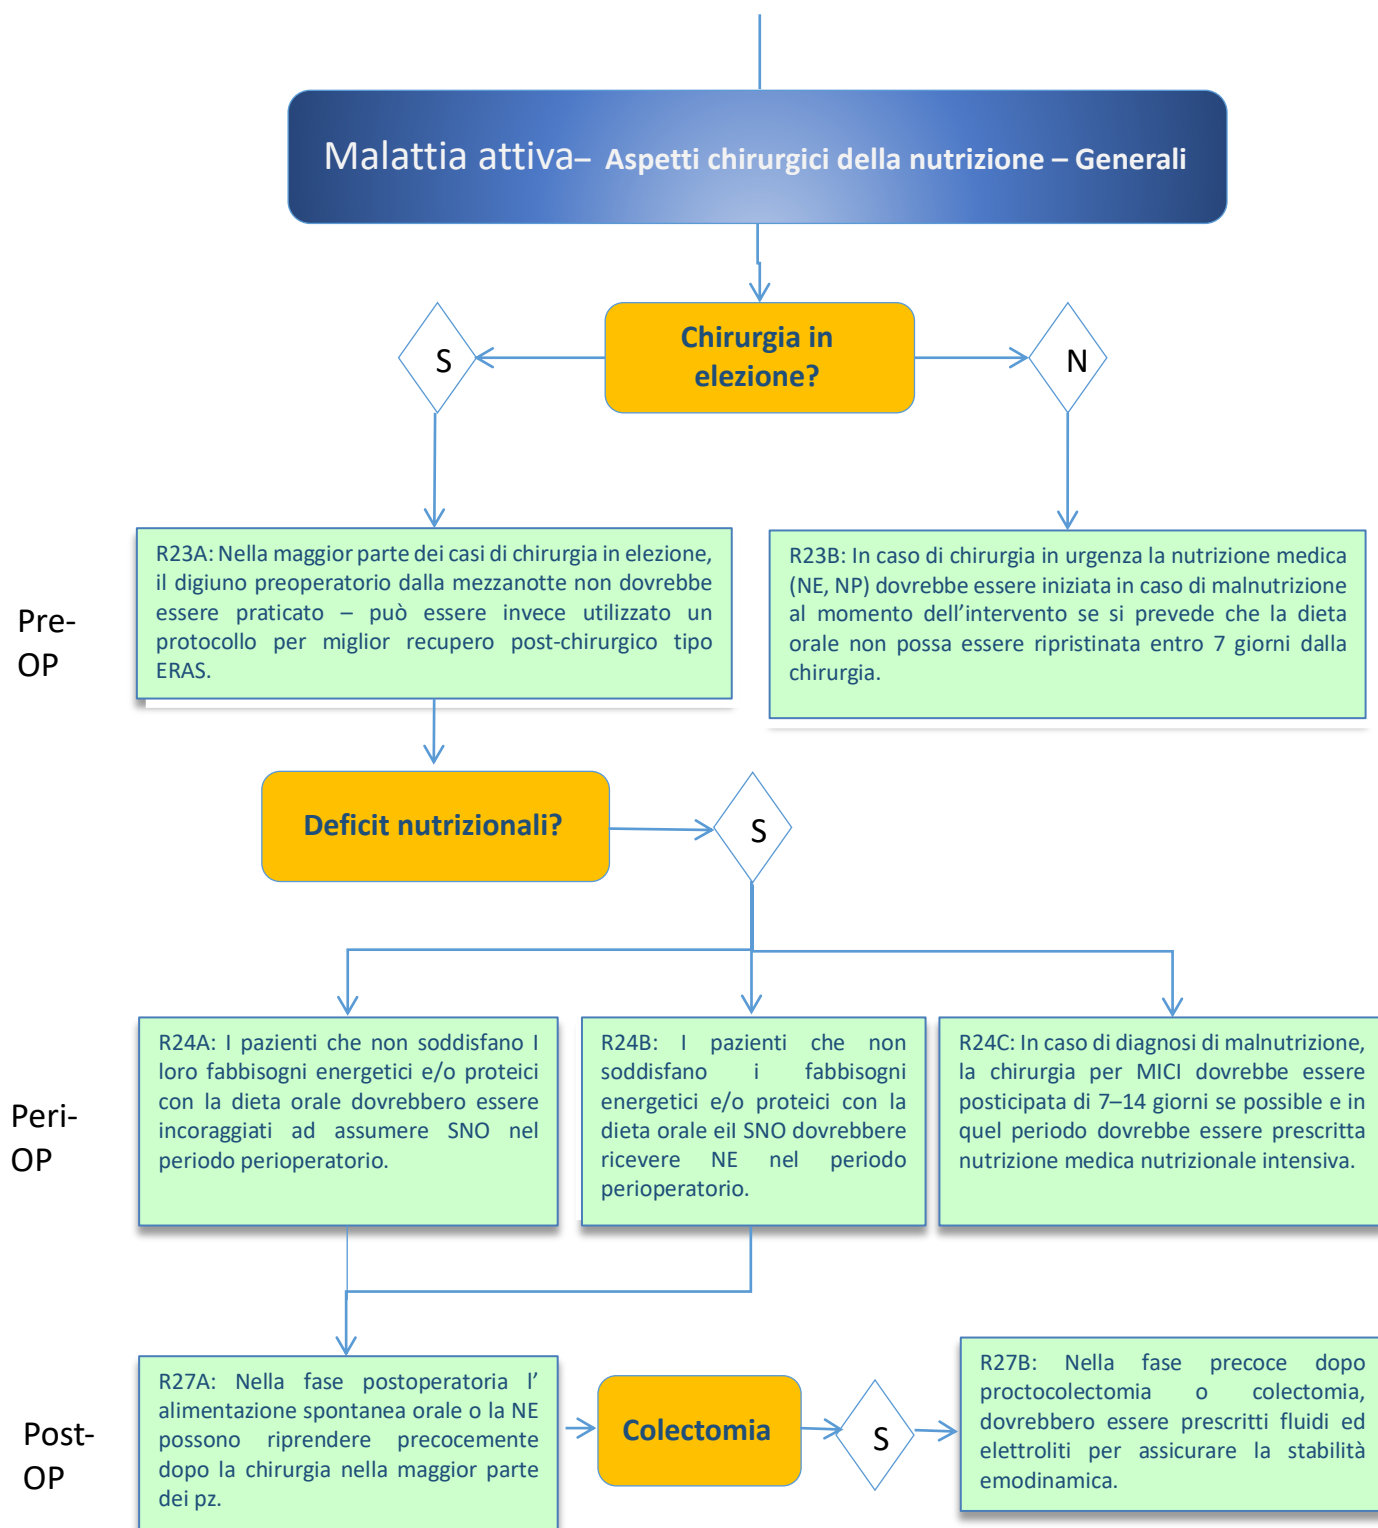 Malattia attiva– Aspetti chirurgici della nutrizione – Generali
Chirurgia in
elezione?
S
N
Pre-
OP
R23A: Nella maggior parte dei casi di chirurgia in elezione,
il digiuno preoperatorio dalla mezzanotte non dovrebbe
essere praticato – può essere invece utilizzato un
protocollo per miglior recupero post-chirurgico tipo
ERAS.
R23B: In caso di chirurgia in urgenza la nutrizione medica
(NE, NP) dovrebbe essere iniziata in caso di malnutrizione
al momento dell’intervento se si prevede che la dieta
orale non possa essere ripristinata entro 7 giorni dalla
chirurgia.
Deficit nutrizionali?
S
Peri-
OP
R24A: I pazienti che non soddisfano I
loro fabbisogni energetici e/o proteici
con la dieta orale dovrebbero essere
incoraggiati ad assumere SNO nel
periodo perioperatorio.
R24B: I pazienti che non
soddisfano i fabbisogni
energetici e/o proteici con la
dieta orale eil SNO dovrebbere
ricevere NE nel periodo
perioperatorio.
R24C: In caso di diagnosi di malnutrizione,
la chirurgia per MICI dovrebbe essere
posticipata di 7–14 giorni se possible e in
quel periodo dovrebbe essere prescritta
nutrizione medica nutrizionale intensiva.
Post-
OP
R27A: Nella fase postoperatoria l’
alimentazione spontanea orale o la NE
possono riprendere precocemente
dopo la chirurgia nella maggior parte
dei pz.
Colectomia
S
R27B: Nella fase precoce dopo
proctocolectomia o colectomia,
dovrebbero essere prescritti fluidi ed
elettroliti per assicurare la stabilità
emodinamica.